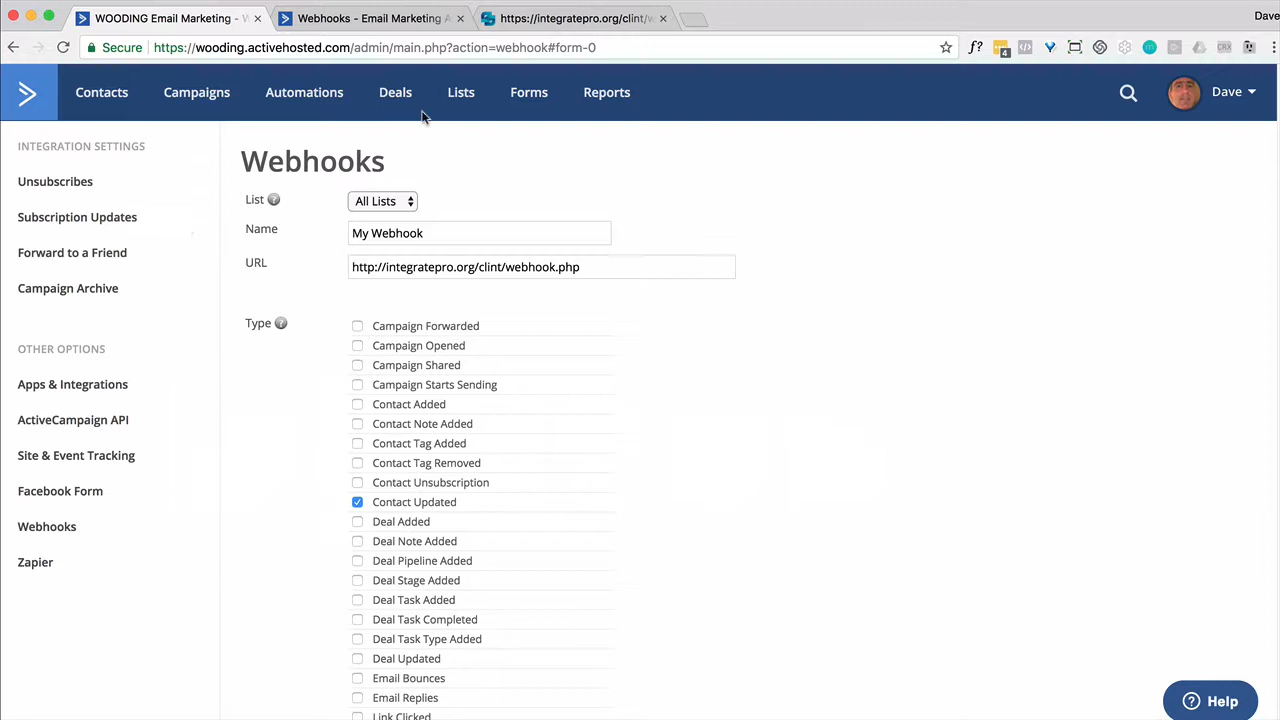 WOODING Email Marketing - W
Webhooks - Email Marketing A
https://integratepro.org/clint/w
Dave
Secure
https://wooding.activehosted.com/admin/main.php?action=webhook#form-0
f?
4
CRX
Contacts
Campaigns
Automations
Deals
Lists
Forms
Reports
Dave
INTEGRATION SETTINGS
Unsubscribes
Subscription Updates
Forward to a Friend
Campaign Archive
OTHER OPTIONS
Apps & Integrations
ActiveCampaign API
Site & Event Tracking
Facebook Form
Webhooks
Zapier
Webhooks
List ?
All Lists
Name
My Webhook
URL
http://integratepro.org/clint/webhook.php
Type ?
Campaign Forwarded
Campaign Opened
Campaign Shared
Campaign Starts Sending
Contact Added
Contact Note Added
Contact Tag Added
Contact Tag Removed
Contact Unsubscription
Contact Updated
Deal Added
Deal Note Added
Deal Pipeline Added
Deal Stage Added
Deal Task Added
Deal Task Completed
Deal Task Type Added
Deal Updated
Email Bounces
Email Replies
Link Clicked
? Help